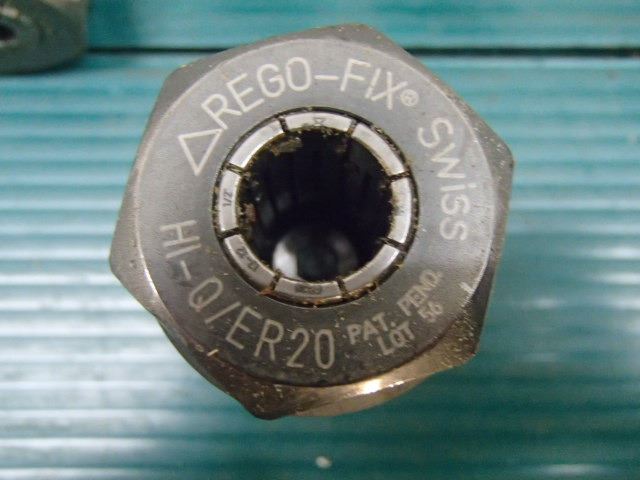 REGO-FIX® SWiSS
HI-Q/ER20
PAT. PEND.
LOT 56
1/2"